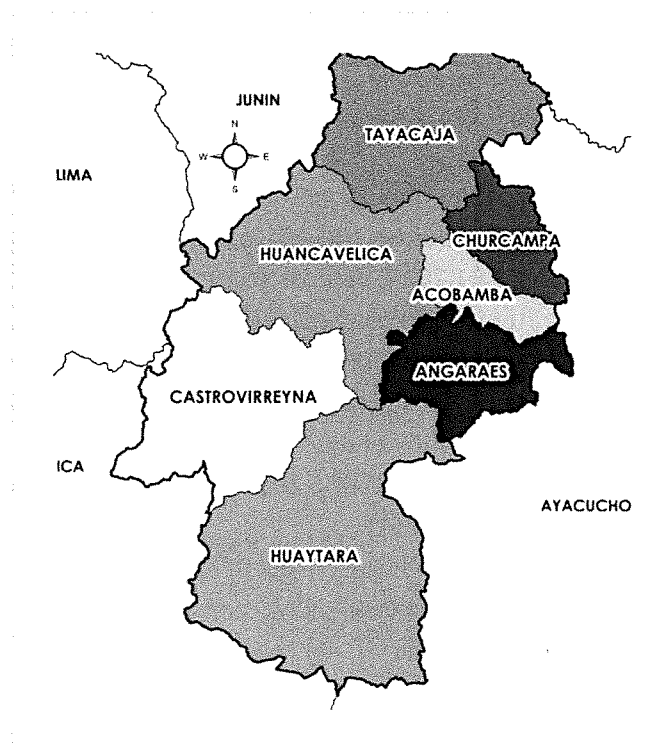 JUNIN
N
W E
S
TAYACAJA
LIMA
HUANCAVELICA
CHURCAMPA
ACOBAMBA
ANGARAES
CASTROVIRREYNA
ICA
AYACUCHO
HUAYTARA